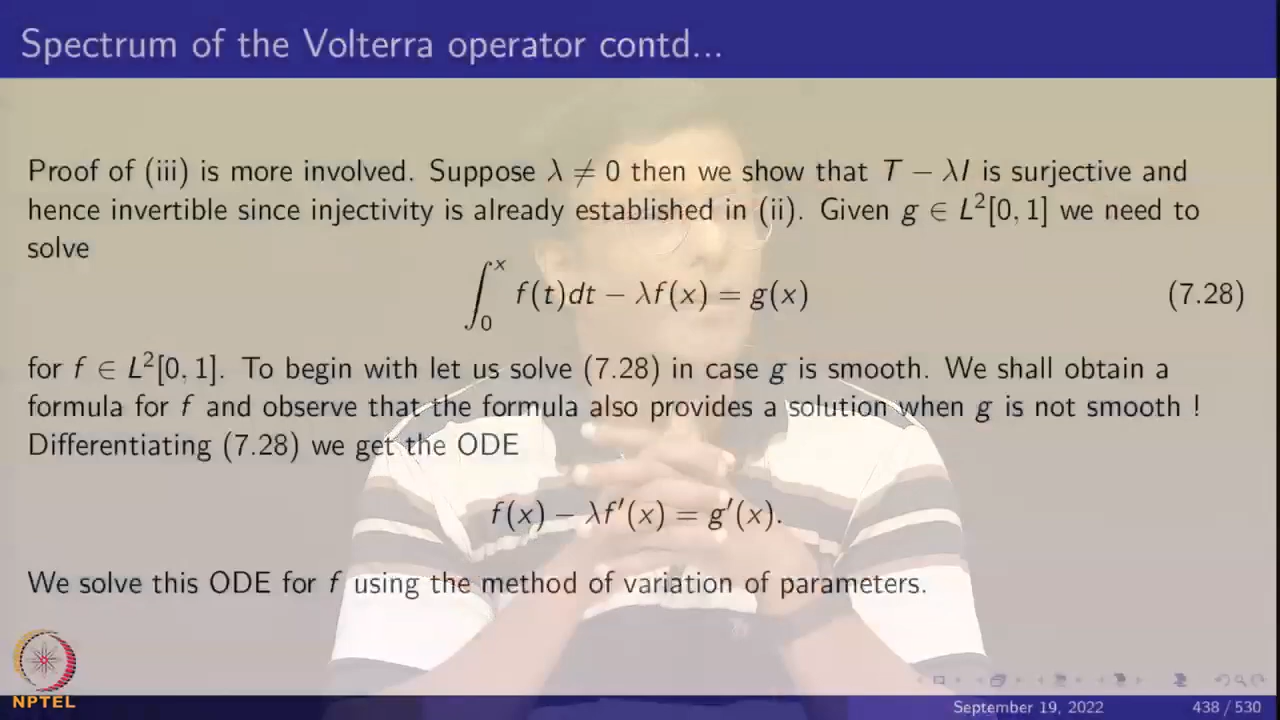 Spectrum of the Volterra operator contd...
Proof of (iii) is more involved. Suppose λ ≠ 0 then we show that T − λI is surjective and
hence invertible since injectivity is already established in (ii). Given g ∈ L²[0, 1] we need to
solve
∫₀ˣ f(t)dt − λf(x) = g(x) (7.28)
for f ∈ L²[0, 1]. To begin with let us solve (7.28) in case g is smooth. We shall obtain a
formula for f and observe that the formula also provides a solution when g is not smooth !
Differentiating (7.28) we get the ODE
f(x) − λf′(x) = g′(x).
We solve this ODE for f using the method of variation of parameters.
NPTEL
September 19, 2022 438 / 530